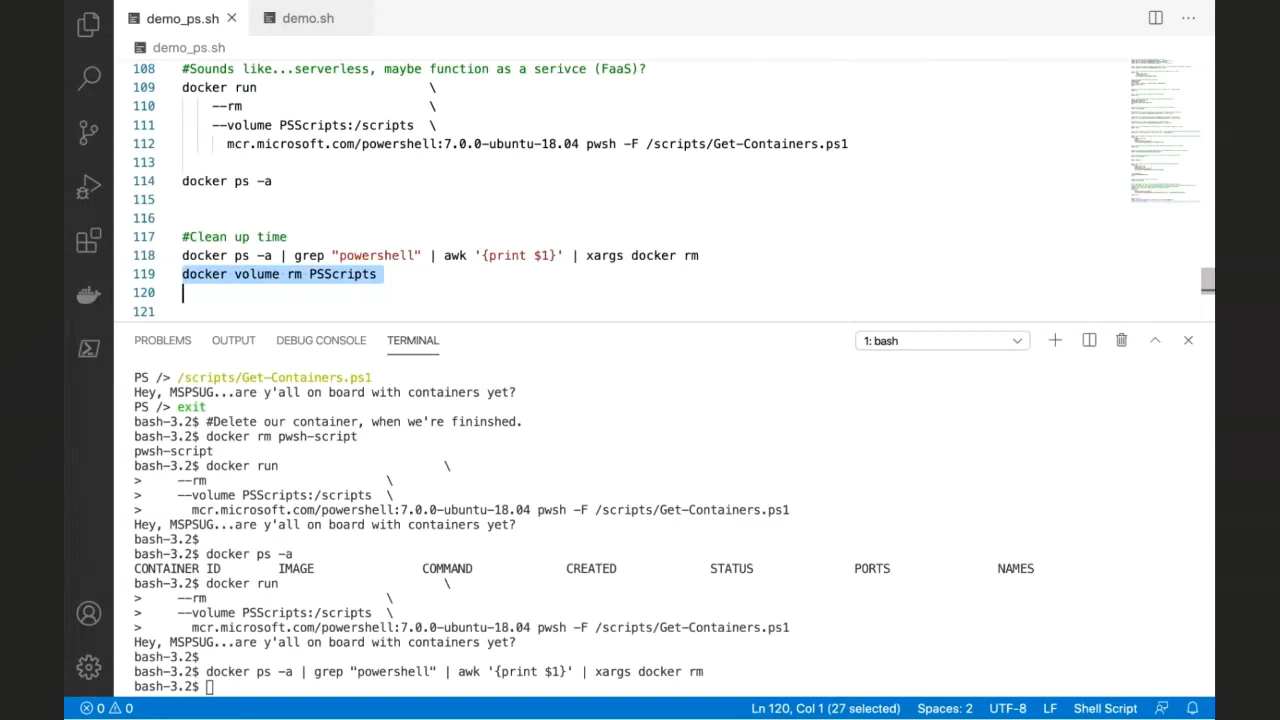 demo_ps.sh
demo.sh
demo_ps.sh
108 #Sounds like...serverless, maybe function as a serivce (FaaS)?
109 docker run \
110 --rm \
111 --volume PSScripts:/scripts \
112 mcr.microsoft.com/powershell:7.0.0-ubuntu-18.04 pwsh -F /scripts/Get-Containers.ps1
113
114 docker ps -a
115
116
117 #Clean up time
118 docker ps -a | grep "powershell" | awk '{print $1}' | xargs docker rm
119 docker volume rm PSScripts
120
121
PROBLEMS OUTPUT DEBUG CONSOLE TERMINAL 1: bash
PS /> /scripts/Get-Containers.ps1
Hey, MSPSUG...are y'all on board with containers yet?
PS /> exit
bash-3.2$ #Delete our container, when we're fininshed.
bash-3.2$ docker rm pwsh-script
pwsh-script
bash-3.2$ docker run \
> --rm \
> --volume PSScripts:/scripts \
> mcr.microsoft.com/powershell:7.0.0-ubuntu-18.04 pwsh -F /scripts/Get-Containers.ps1
Hey, MSPSUG...are y'all on board with containers yet?
bash-3.2$
bash-3.2$ docker ps -a
CONTAINER ID IMAGE COMMAND CREATED STATUS PORTS NAMES
bash-3.2$ docker run \
> --rm \
> --volume PSScripts:/scripts \
> mcr.microsoft.com/powershell:7.0.0-ubuntu-18.04 pwsh -F /scripts/Get-Containers.ps1
Hey, MSPSUG...are y'all on board with containers yet?
bash-3.2$
bash-3.2$ docker ps -a | grep "powershell" | awk '{print $1}' | xargs docker rm
bash-3.2$
0 0 Ln 120, Col 1 (27 selected) Spaces: 2 UTF-8 LF Shell Script